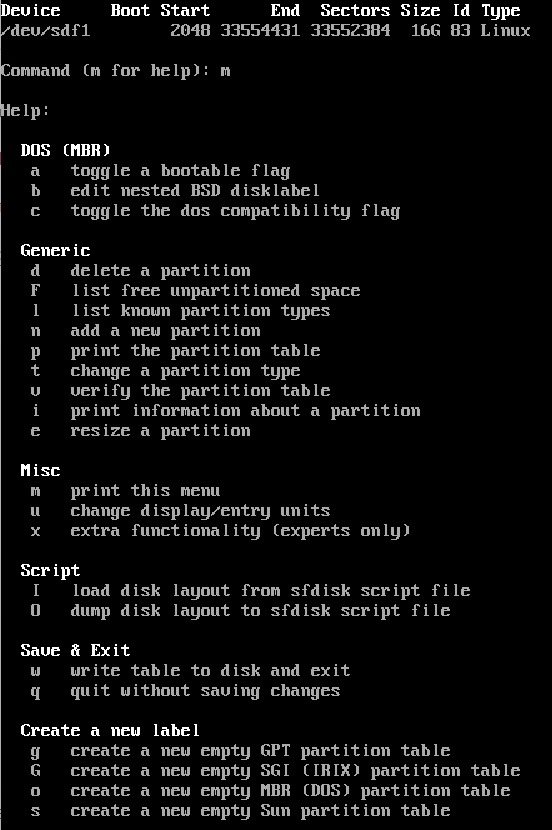 Device     Boot Start      End  Sectors Size Id Type
/dev/sdf1        2048 33554431 33552384  16G 83 Linux

Command (m for help): m

Help:

  DOS (MBR)
   a   toggle a bootable flag
   b   edit nested BSD disklabel
   c   toggle the dos compatibility flag

  Generic
   d   delete a partition
   F   list free unpartitioned space
   l   list known partition types
   n   add a new partition
   p   print the partition table
   t   change a partition type
   v   verify the partition table
   i   print information about a partition
   e   resize a partition

  Misc
   m   print this menu
   u   change display/entry units
   x   extra functionality (experts only)

  Script
   I   load disk layout from sfdisk script file
   O   dump disk layout to sfdisk script file

  Save & Exit
   w   write table to disk and exit
   q   quit without saving changes

  Create a new label
   g   create a new empty GPT partition table
   G   create a new empty SGI (IRIX) partition table
   o   create a new empty MBR (DOS) partition table
   s   create a new empty Sun partition table